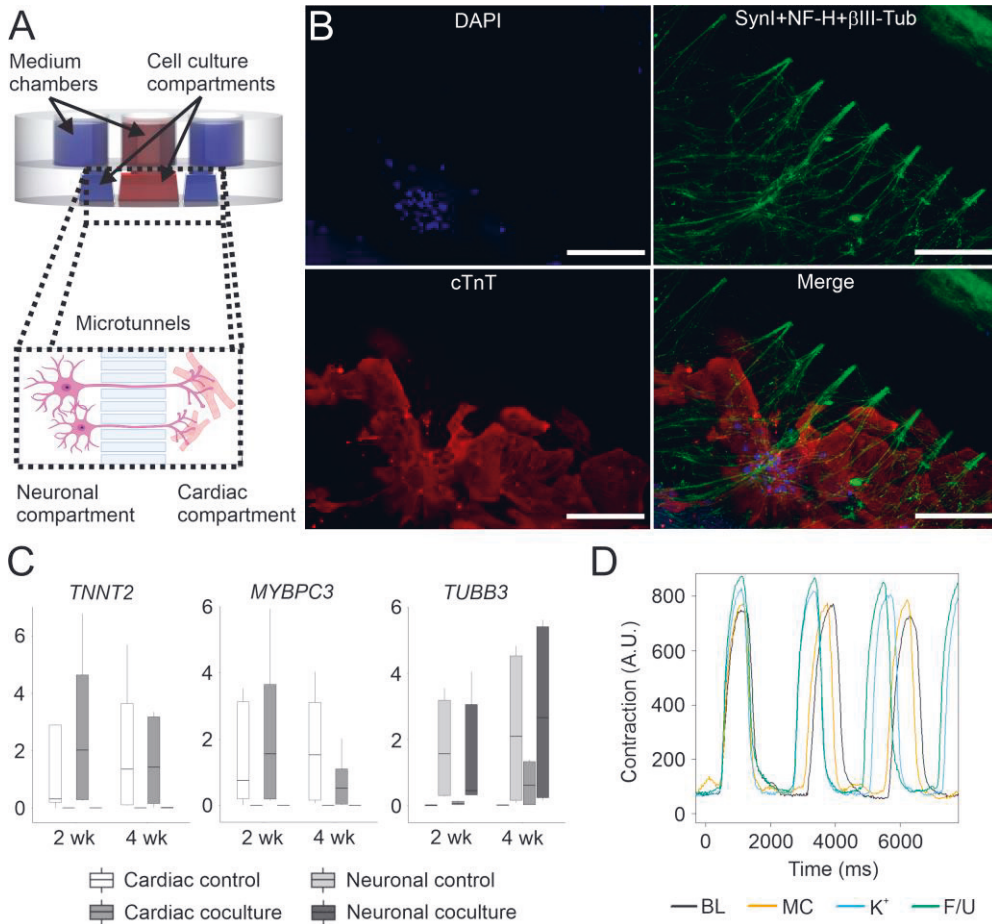 A
Medium chambers
Cell culture compartments
Microtunnels
Neuronal compartment
Cardiac compartment
B
DAPI
SynI+NF-H+βIII-Tub
cTnT
Merge
C
TNNT2
MYBPC3
TUBB3
6
4
2
0
6
4
2
0
6
4
2
0
2 wk
4 wk
2 wk
4 wk
2 wk
4 wk
Cardiac control
Neuronal control
Cardiac coculture
Neuronal coculture
D
Contraction (A.U.)
800
600
400
200
0
0
2000
4000
6000
Time (ms)
BL
MC
K⁺
F/U